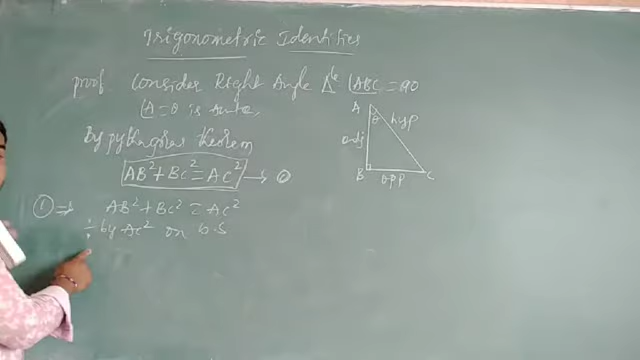 Trigonometric Identities
proof Consider Right Angle Δle ∠ABC = 90
∠A = θ is acute,
By pythagoras theorem
AB² + BC² = AC² → ①
① ⇒ AB² + BC² = AC²
÷ by AC² on b.s
A
θ
hyp
adj
B
opp
C